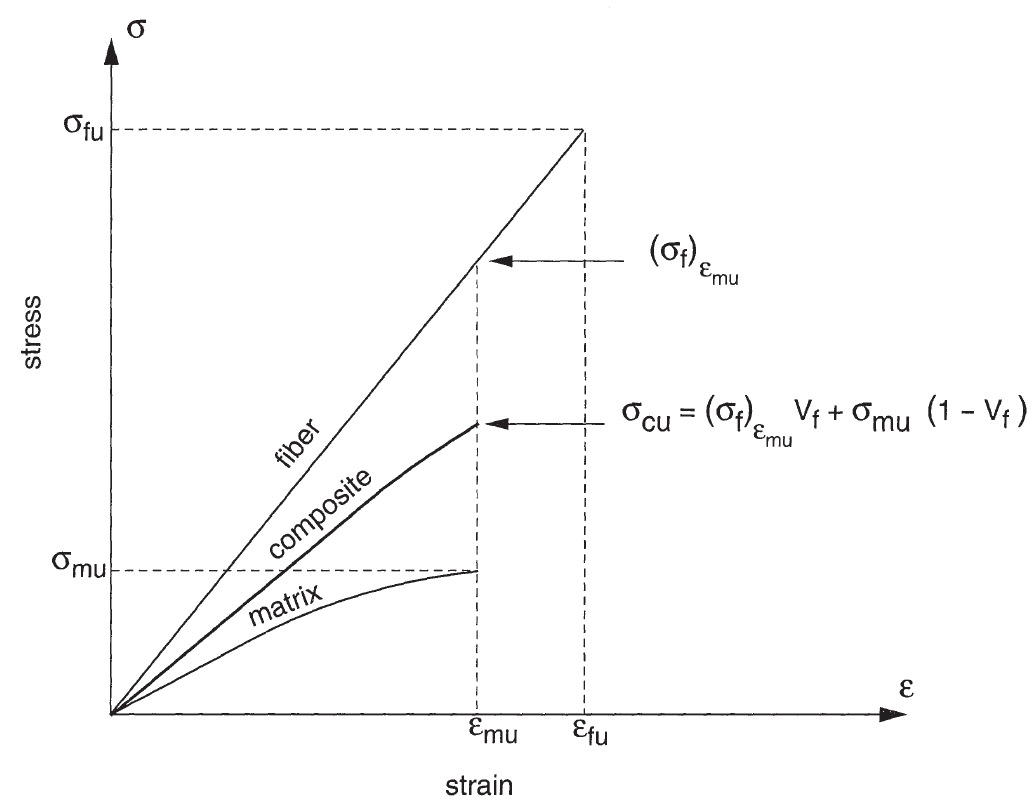 σ
σfu
(σf)εmu
stress
σcu = (σf)εmu Vf + σmu (1 – Vf)
fiber
composite
σmu
matrix
ε
εmu εfu
strain